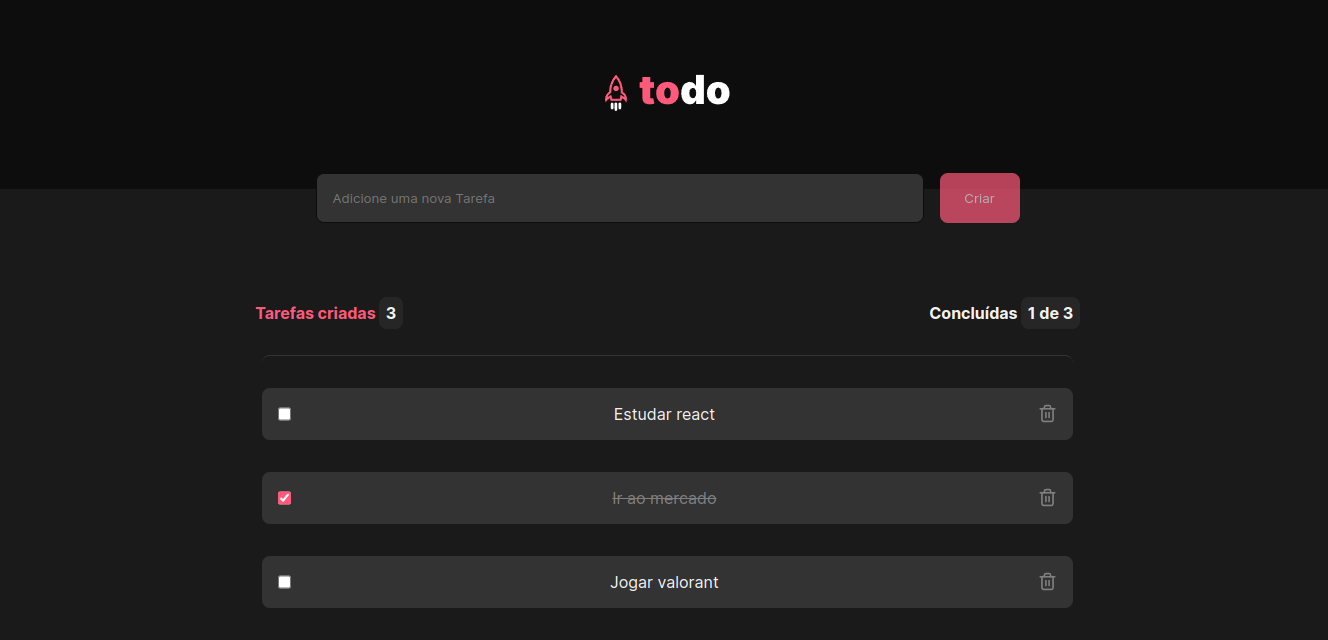 todo
Adicione uma nova Tarefa
Criar
Tarefas criadas 3
Concluídas 1 de 3
Estudar react
Ir ao mercado
Jogar valorant